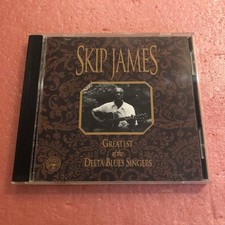 SKIP JAMES
GREATEST
of the
DELTA BLUES SINGERS